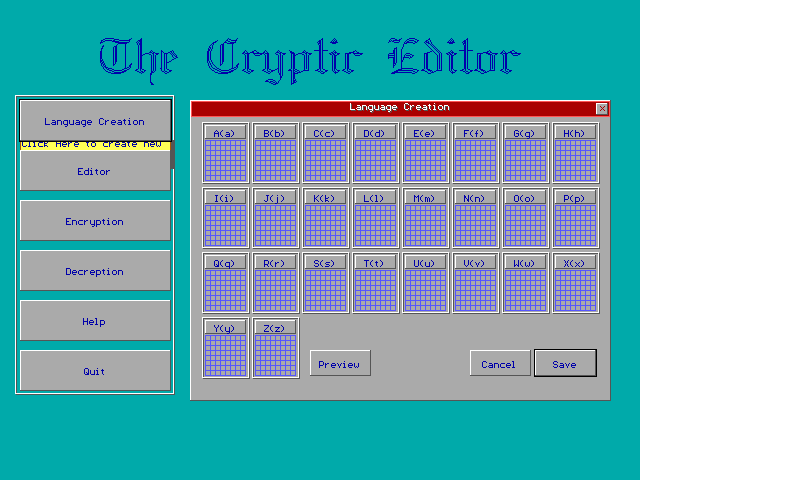 The Cryptic Editor
Language Creation
Click Here to create new
Editor
Encryption
Decreption
Help
Quit
Language Creation
A(a) B(b) C(c) D(d) E(e) F(f) G(g) H(h)
I(i) J(j) K(k) L(l) M(m) N(n) O(o) P(p)
Q(q) R(r) S(s) T(t) U(u) V(v) W(w) X(x)
Y(y) Z(z)
Preview Cancel Save